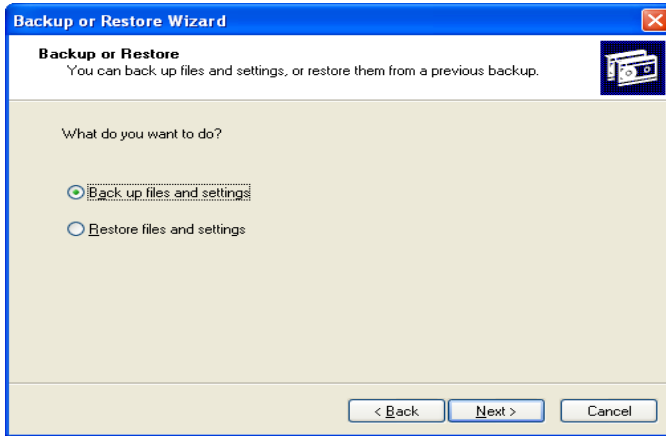 Backup or Restore Wizard
Backup or Restore
You can back up files and settings, or restore them from a previous backup.
What do you want to do?
Back up files and settings
Restore files and settings
< Back Next > Cancel